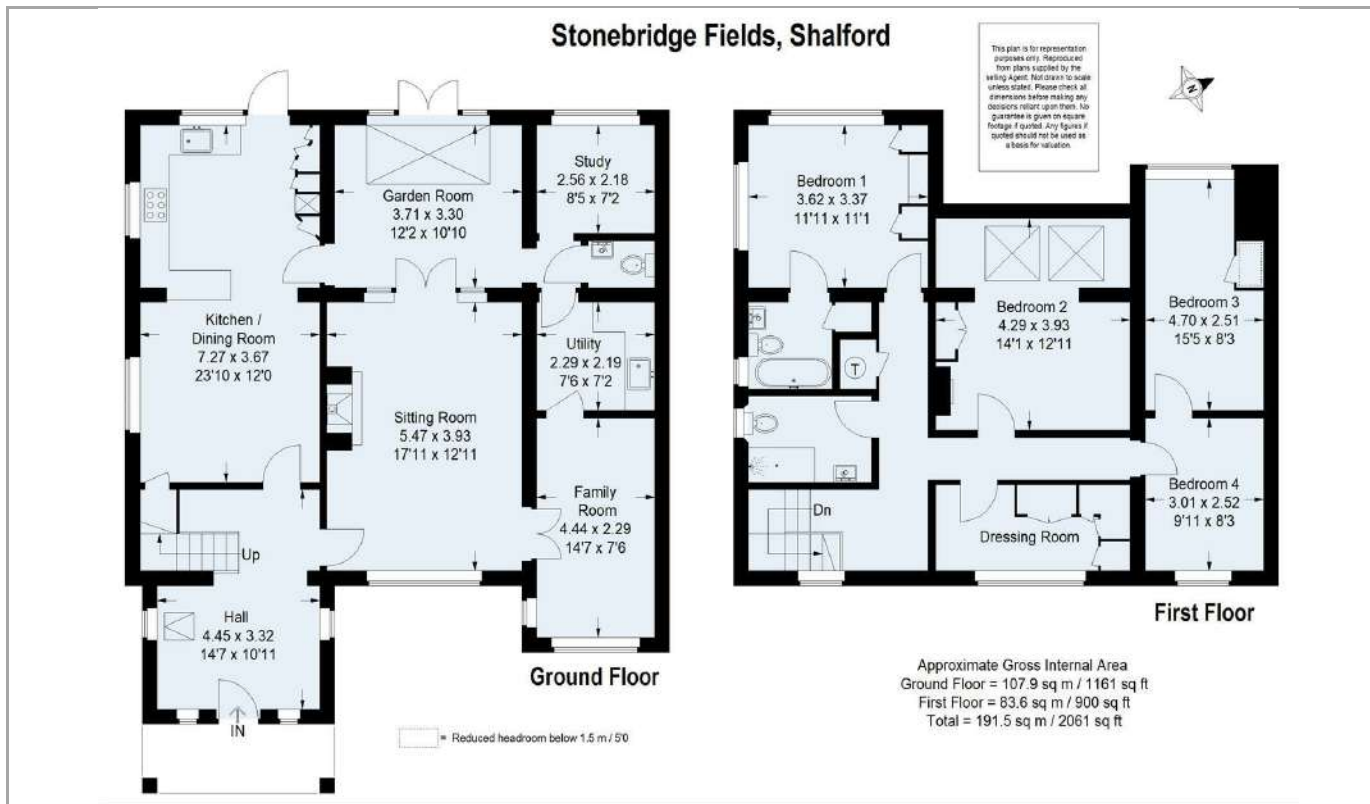 Stonebridge Fields, Shalford
This plan is for representation
purposes only. Reproduced
from plans supplied by the
selling Agent. Not drawn to scale
unless stated. Please check all
dimensions before making any
decisions reliant upon them. No
guarantee is given on square
footage if quoted. Any figures if
quoted should not be used as
a basis for valuation.
N
Study
2.56 x 2.18
8'5 x 7'2
Garden Room
3.71 x 3.30
12'2 x 10'10
Kitchen /
Dining Room
7.27 x 3.67
23'10 x 12'0
Utility
2.29 x 2.19
7'6 x 7'2
Sitting Room
5.47 x 3.93
17'11 x 12'11
Family
Room
4.44 x 2.29
14'7 x 7'6
Up
Hall
4.45 x 3.32
14'7 x 10'11
IN
Ground Floor
= Reduced headroom below 1.5 m / 5'0
Bedroom 1
3.62 x 3.37
11'11 x 11'1
Bedroom 2
4.29 x 3.93
14'1 x 12'11
Bedroom 3
4.70 x 2.51
15'5 x 8'3
T
Bedroom 4
3.01 x 2.52
9'11 x 8'3
Dn
Dressing Room
First Floor
Approximate Gross Internal Area
Ground Floor = 107.9 sq m / 1161 sq ft
First Floor = 83.6 sq m / 900 sq ft
Total = 191.5 sq m / 2061 sq ft